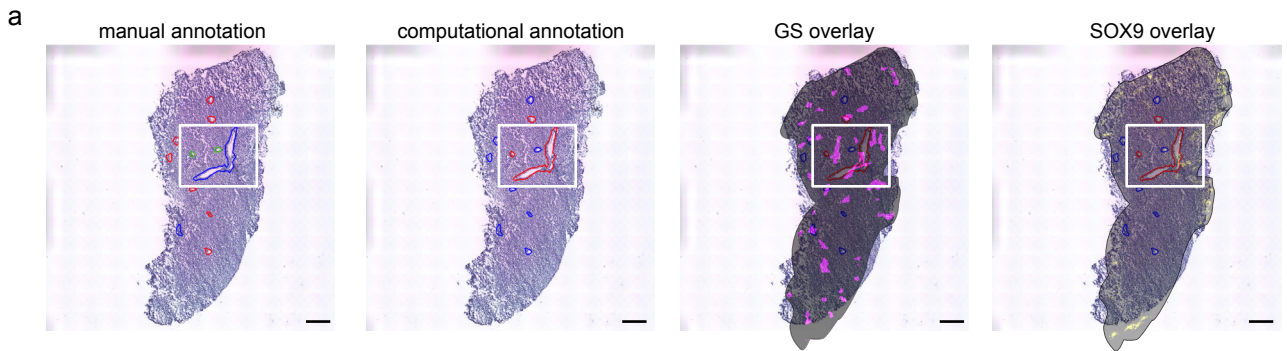 a
manual annotation
computational annotation
GS overlay
SOX9 overlay